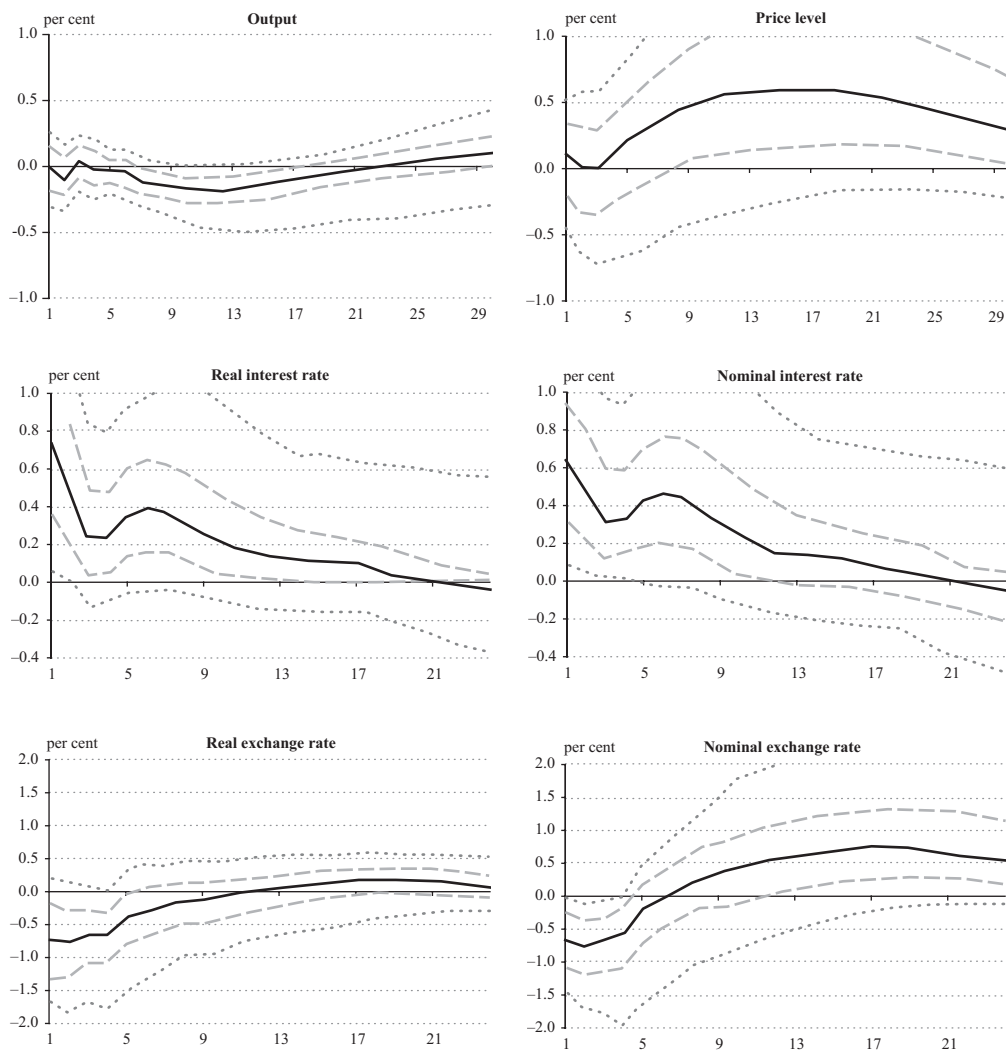 Output
per cent
1.0
0.5
0.0
–0.5
–1.0
1 5 9 13 17 21 25 29
Price level
per cent
1.0
0.5
0.0
–0.5
–1.0
1 5 9 13 17 21 25 29
Real interest rate
per cent
1.0
0.8
0.6
0.4
0.2
0.0
–0.2
–0.4
1 5 9 13 17 21
Nominal interest rate
per cent
1.0
0.8
0.6
0.4
0.2
0.0
–0.2
–0.4
1 5 9 13 17 21
Real exchange rate
per cent
2.0
1.5
1.0
0.5
0.0
–0.5
–1.0
–1.5
–2.0
1 5 9 13 17 21
Nominal exchange rate
per cent
2.0
1.5
1.0
0.5
0.0
–0.5
–1.0
–1.5
–2.0
1 5 9 13 17 21